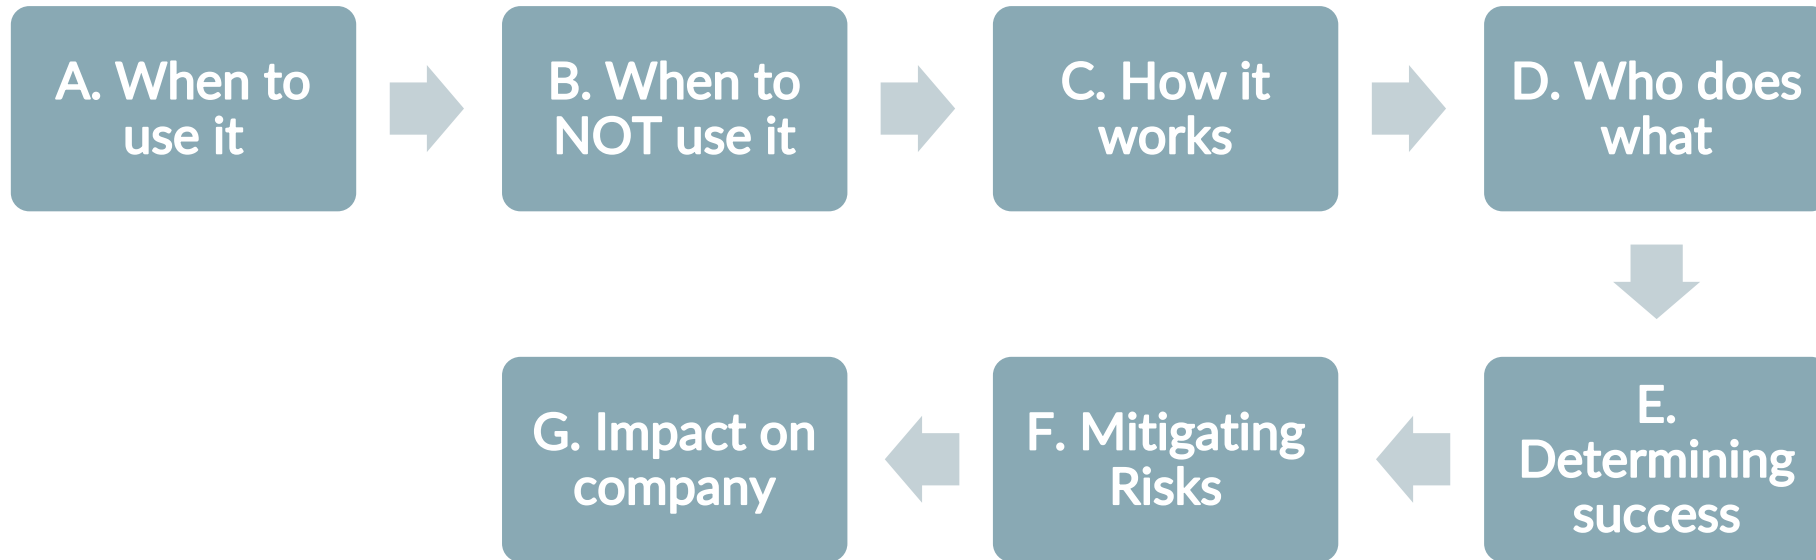 A. When to
use it
B. When to
NOT use it
C. How it
works
D. Who does
what
E.
Determining
success
F. Mitigating
Risks
G. Impact on
company